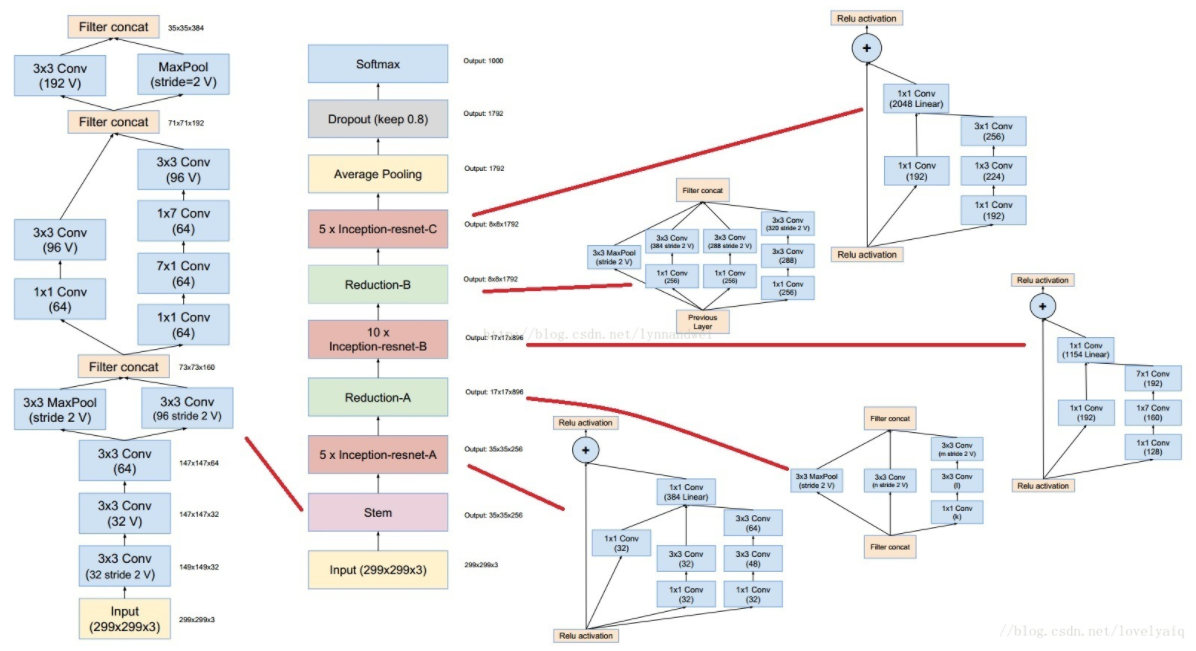 Filter concat
35x35x384
3x3 Conv
(192 V)
MaxPool
(stride=2 V)
Filter concat
71x71x192
3x3 Conv
(96 V)
1x7 Conv
(64)
3x3 Conv
(96 V)
7x1 Conv
(64)
1x1 Conv
(64)
1x1 Conv
(64)
Filter concat
73x73x160
3x3 MaxPool
(stride 2 V)
3x3 Conv
(96 stride 2 V)
3x3 Conv
(64)
147x147x64
3x3 Conv
(32 V)
147x147x32
3x3 Conv
(32 stride 2 V)
149x149x32
Input
(299x299x3)
299x299x3
Softmax
Output: 1000
Dropout (keep 0.8)
Output: 1792
Average Pooling
Output: 1792
5 x Inception-resnet-C
Output: 8x8x1792
Reduction-B
Output: 8x8x1792
10 x
Inception-resnet-B
Output: 17x17x896
Reduction-A
Output: 17x17x896
5 x Inception-resnet-A
Output: 35x35x256
Stem
Output: 35x35x256
Input (299x299x3)
299x299x3
Relu activation
+
1x1 Conv
(2048 Linear)
3x1 Conv
(256)
1x1 Conv
(192)
1x3 Conv
(224)
1x1 Conv
(192)
Relu activation
Filter concat
3x3 Conv
(320 stride 2 V)
3x3 MaxPool
(stride 2 V)
3x3 Conv
(384 stride 2 V)
3x3 Conv
(288 stride 2 V)
3x3 Conv
(288)
1x1 Conv
(256)
1x1 Conv
(256)
1x1 Conv
(256)
Previous
Layer
http://blog.csdn.net/lynnandwei
Relu activation
+
1x1 Conv
(1154 Linear)
7x1 Conv
(192)
1x1 Conv
(192)
1x7 Conv
(160)
1x1 Conv
(128)
Relu activation
Filter concat
3x3 Conv
(m stride 2 V)
3x3 MaxPool
(stride 2 V)
3x3 Conv
(n stride 2 V)
3x3 Conv
(l)
1x1 Conv
(k)
Filter concat
Relu activation
+
1x1 Conv
(384 Linear)
3x3 Conv
(64)
1x1 Conv
(32)
3x3 Conv
(32)
3x3 Conv
(48)
1x1 Conv
(32)
1x1 Conv
(32)
Relu activation
//blog.csdn.net/lovelyaiq